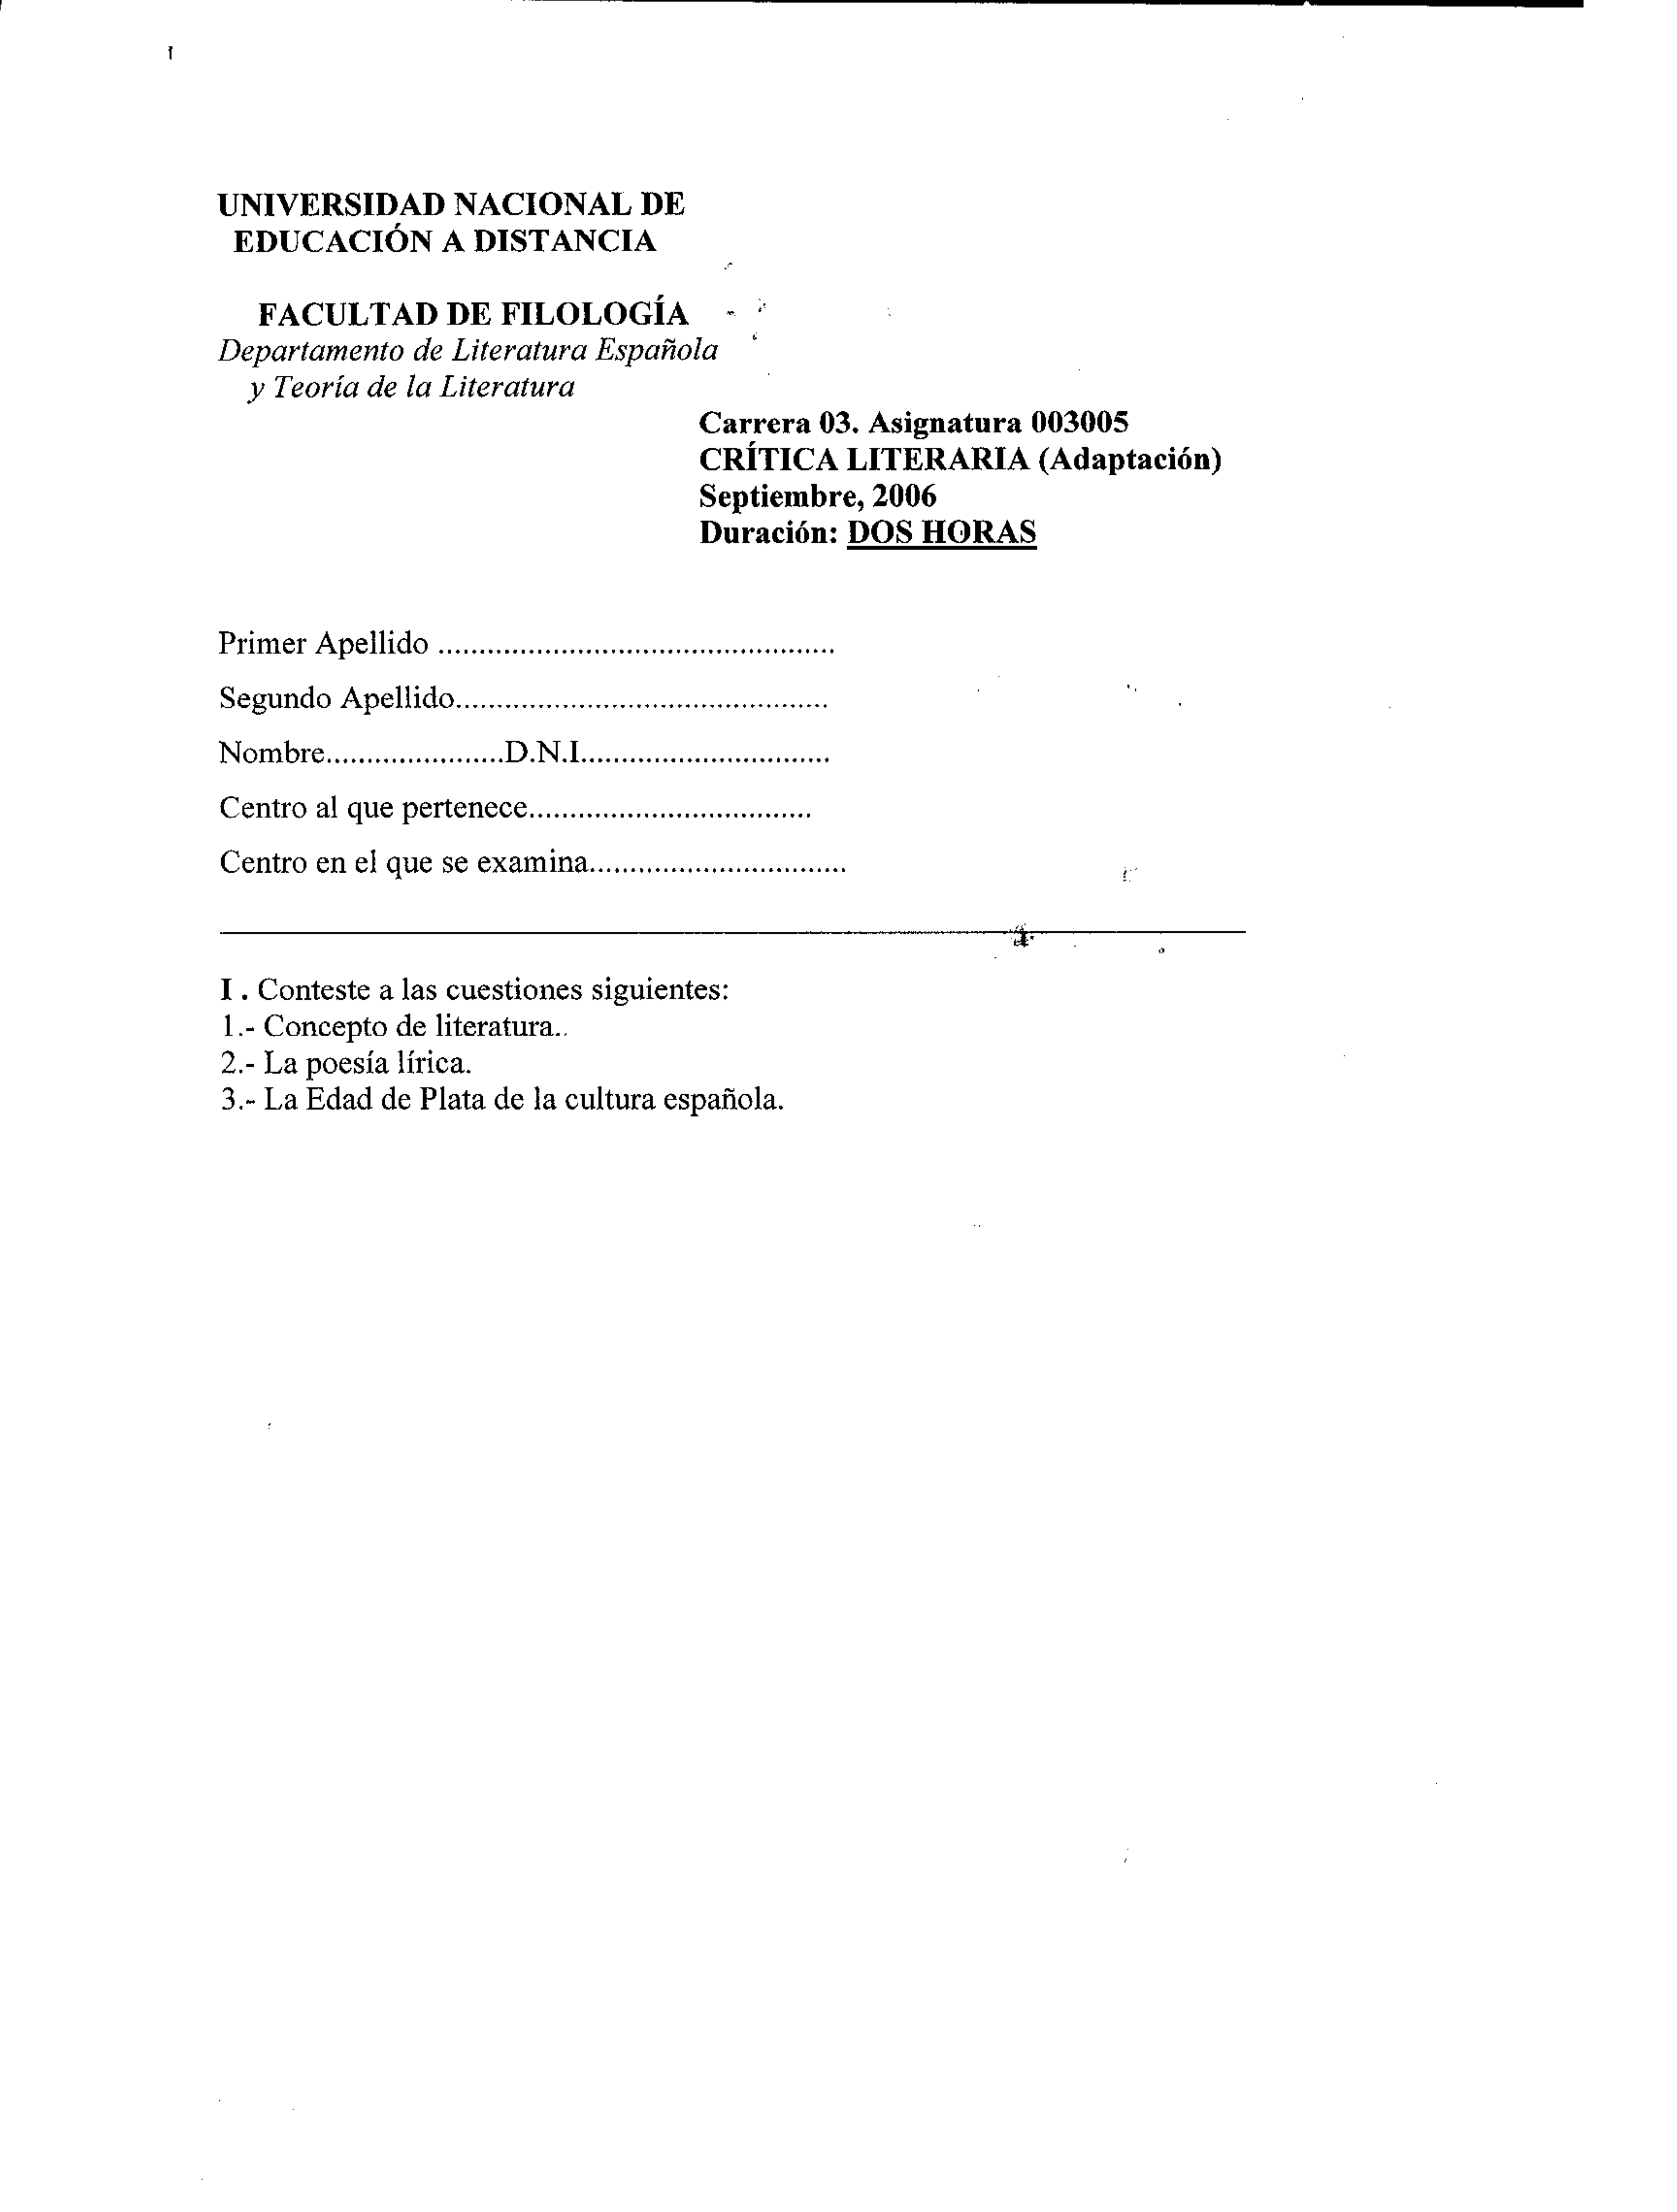 UNIVERSIDAD NACIONAL DE
EDUCACIÓN A DISTANCIA
FACULTAD DE FILOLOGÍA
Departamento de Literatura Española
y Teoría de la Literatura
Carrera 03. Asignatura 003005
CRÍTICA LITERARIA (Adaptación)
Septiembre, 2006
Duración: DOS HORAS
Primer Apellido ................................................
Segundo Apellido.............................................
Nombre......................D.N.I..............................
Centro al que pertenece..................................
Centro en el que se examina...............................
I . Conteste a las cuestiones siguientes:
1.- Concepto de literatura..
2.- La poesía lírica.
3.- La Edad de Plata de la cultura española.